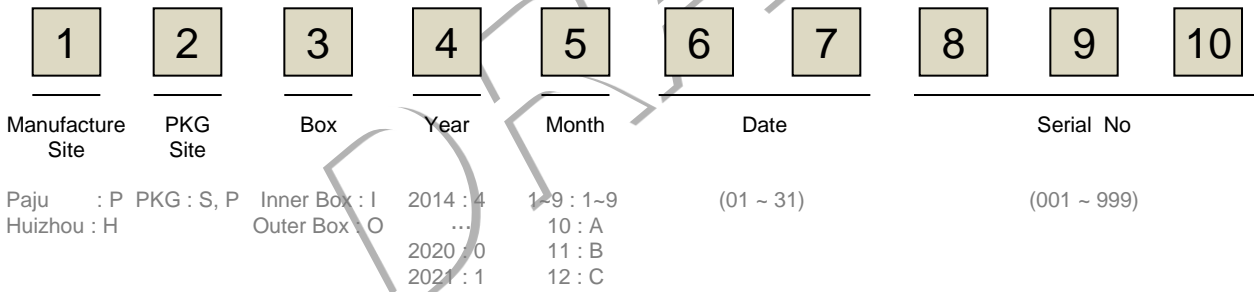 1 2 3 4 5 6 7 8 9 10
Manufacture Site PKG Site Box Year Month Date Serial No
Paju : P PKG : S, P Inner Box : I 2014 : 4 1~9 : 1~9 (01 ~ 31) (001 ~ 999)
Huizhou : H Outer Box : O … 10 : A
2020 : 0 11 : B
2021 : 1 12 : C